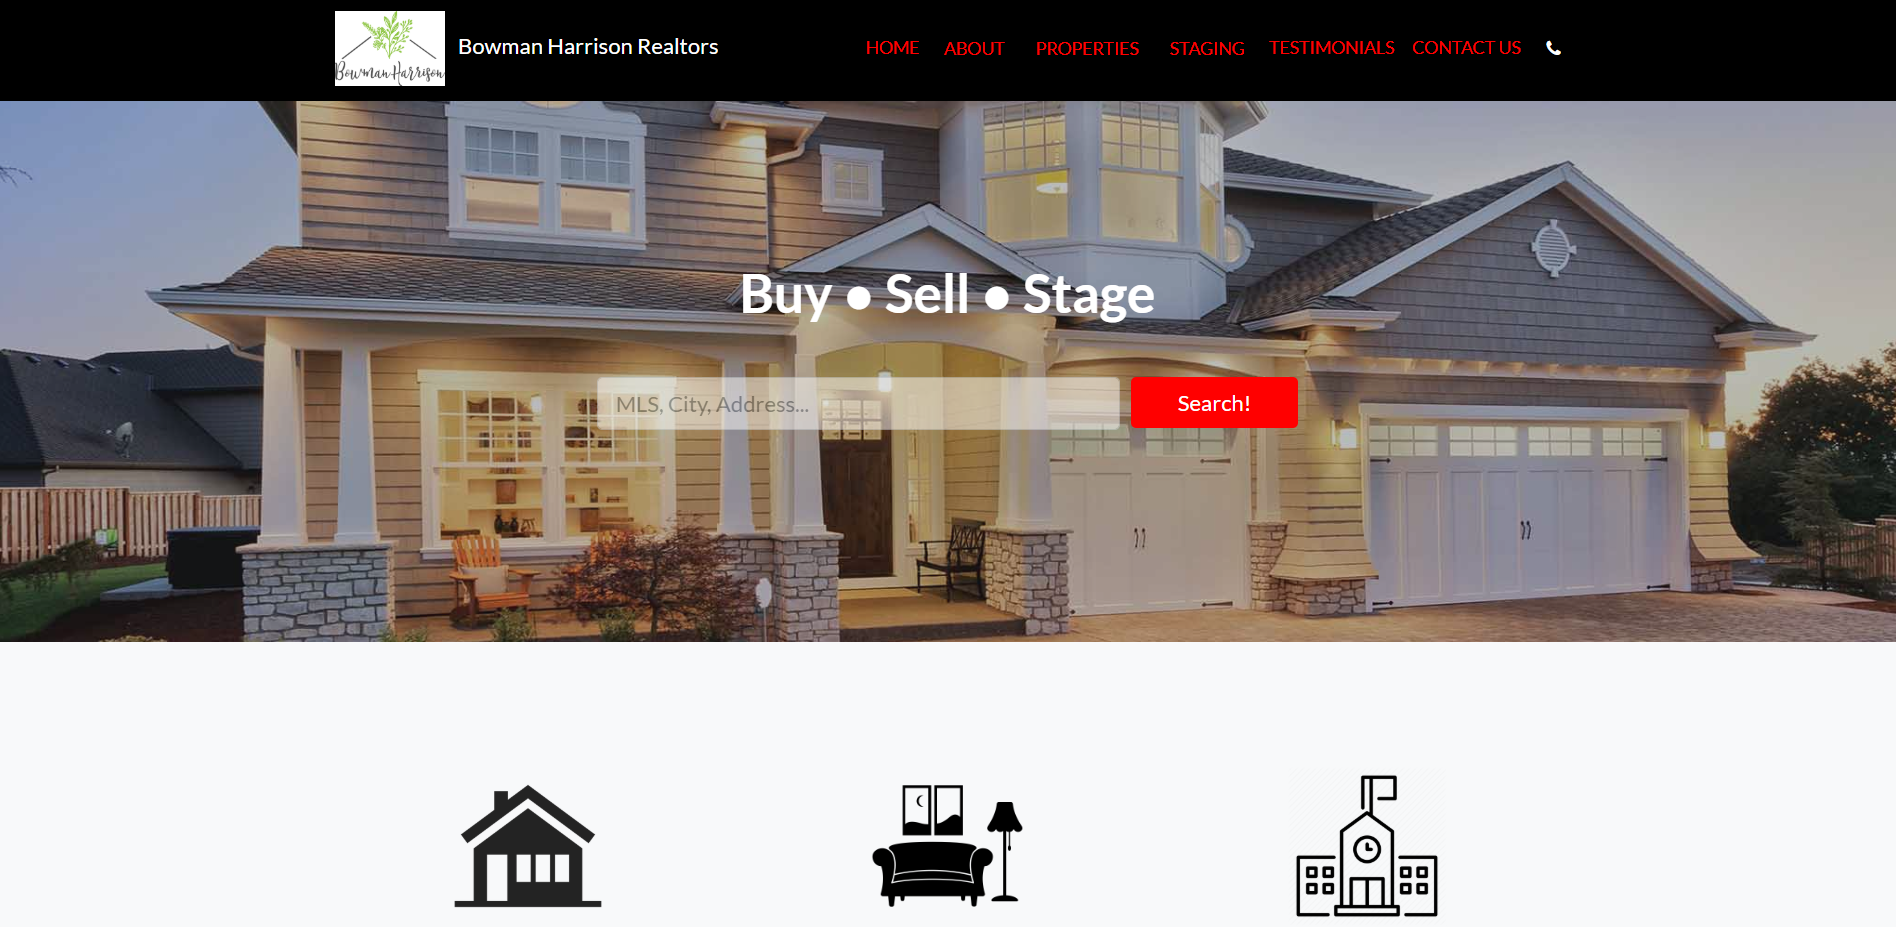 Bowman Harrison
Bowman Harrison Realtors
HOME ABOUT PROPERTIES STAGING TESTIMONIALS CONTACT US
Buy ● Sell ● Stage
MLS, City, Address...
Search!